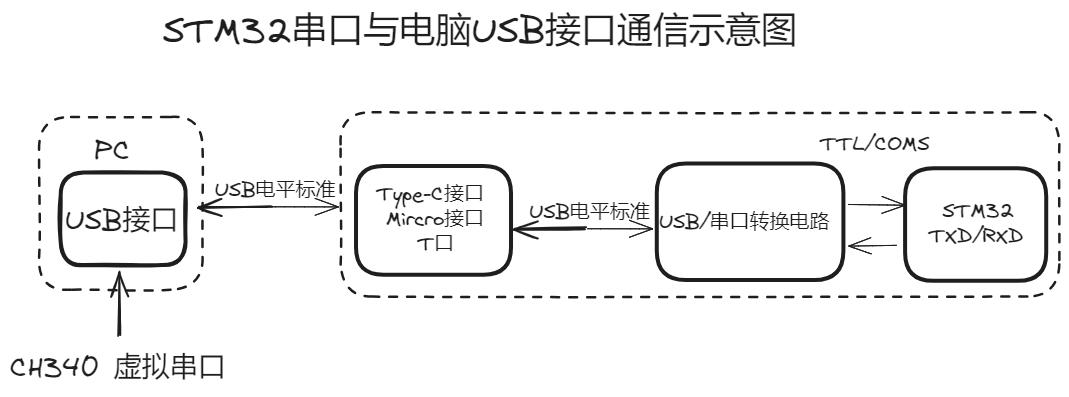 STM32串口与电脑USB接口通信示意图
PC
USB接口
CH340 虚拟串口
USB电平标准
Type-C接口
Mircro接口
T口
USB电平标准
USB/串口转换电路
TTL/COMS
STM32
TXD/RXD